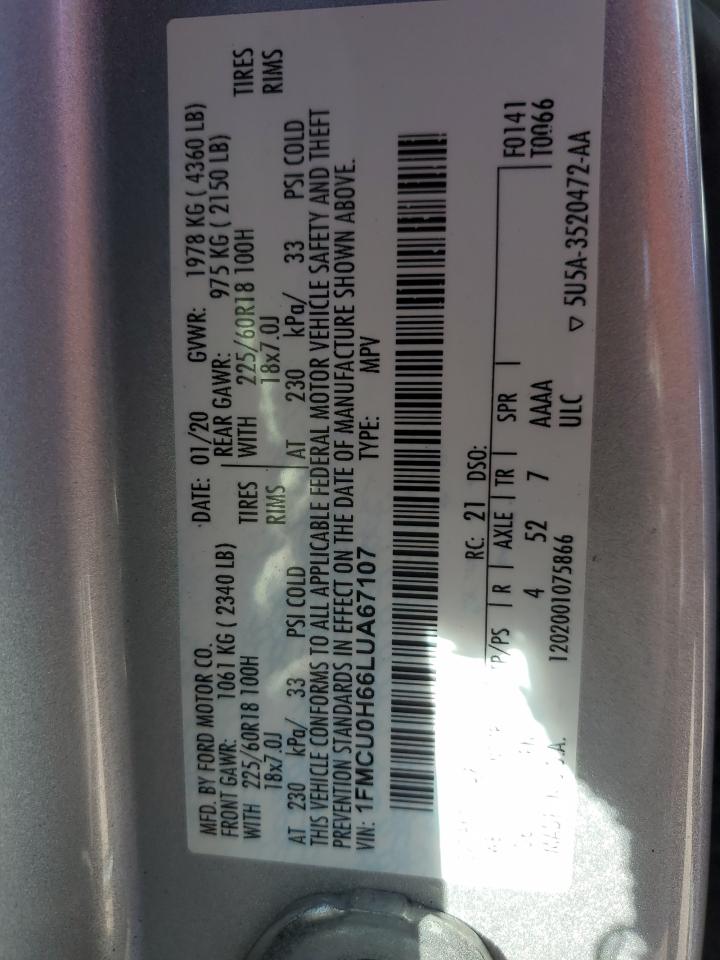 MFD. BY FORD MOTOR CO. DATE: 01/20 GVWR: 1978 KG ( 4360 LB)
FRONT GAWR: 1061 KG ( 2340 LB) REAR GAWR: 975 KG ( 2150 LB)
WITH 225/60R18 100H TIRES WITH 225/60R18 100H TIRES
18x7.0J RIMS 18x7.0J RIMS
AT 230 kPa/ 33 PSI COLD AT 230 kPa/ 33 PSI COLD
THIS VEHICLE CONFORMS TO ALL APPLICABLE FEDERAL MOTOR VEHICLE SAFETY AND THEFT
PREVENTION STANDARDS IN EFFECT ON THE DATE OF MANUFACTURE SHOWN ABOVE.
VIN: 1FMCU0H66LUA67107 TYPE: MPV
RC: 21 DSO:
TP/PS R AXLE TR SPR F0141
4 52 7 AAAA T0066
1202001075866 ULC
▽ 5U5A-3520472-AA